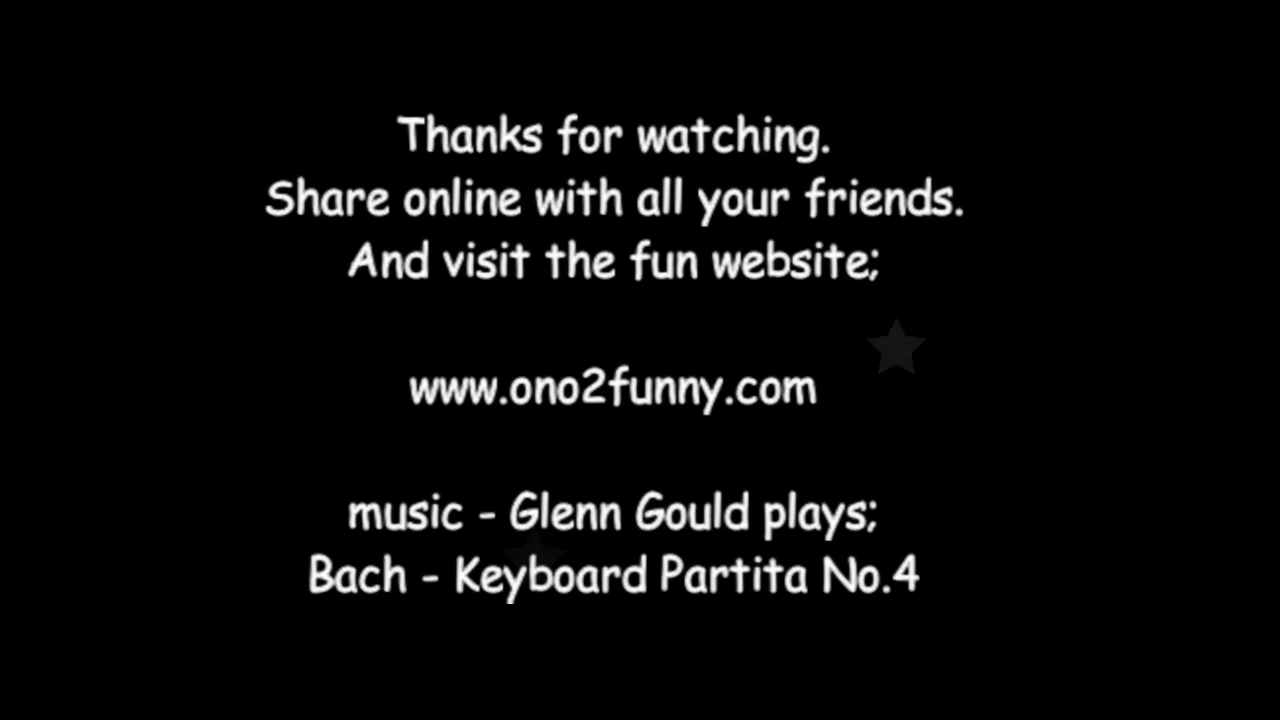 Thanks for watching.
Share online with all your friends.
And visit the fun website;
www.ono2funny.com
music - Glenn Gould plays;
Bach - Keyboard Partita No.4